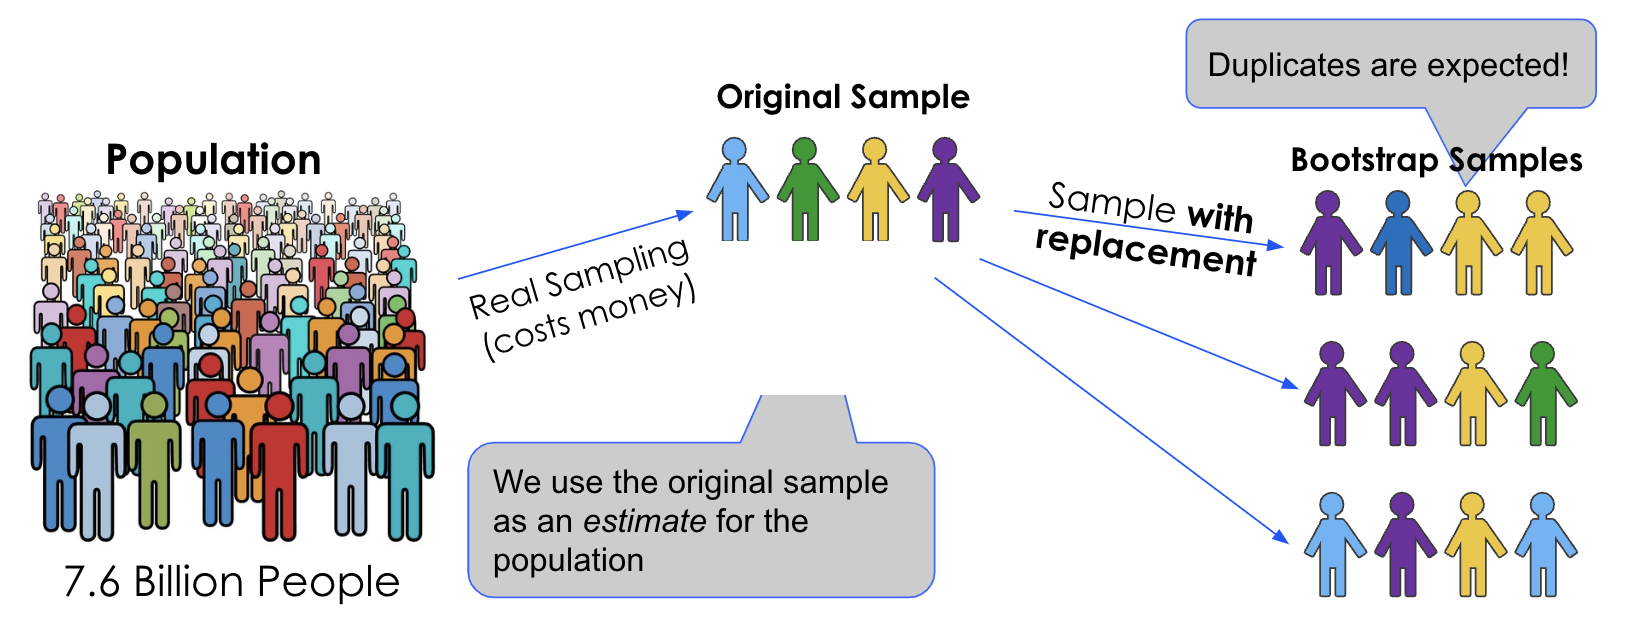 Population
7.6 Billion People
Real Sampling
(costs money)
Original Sample
We use the original sample
as an estimate for the
population
Sample with
replacement
Duplicates are expected!
Bootstrap Samples